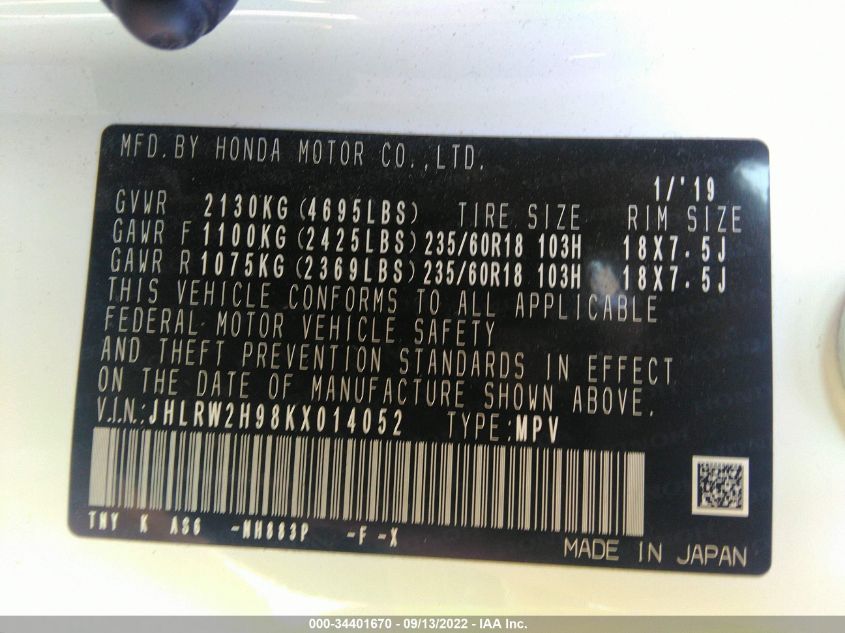 MFD.BY HONDA MOTOR CO.,LTD.
1/'19
GVWR 2130KG(4695LBS) TIRE SIZE RIM SIZE
GAWR F 1100KG(2425LBS) 235/60R18 103H 18X7.5J
GAWR R 1075KG(2369LBS) 235/60R18 103H 18X7.5J
THIS VEHICLE CONFORMS TO ALL APPLICABLE
FEDERAL MOTOR VEHICLE SAFETY
AND THEFT PREVENTION STANDARDS IN EFFECT
ON THE DATE OF MANUFACTURE SHOWN ABOVE.
V.I.N.:JHLRW2H98KX014052 TYPE:MPV
TNY K AS6 -NH883P -F -X
MADE IN JAPAN
000-34401670 - 09/13/2022 - IAA Inc.